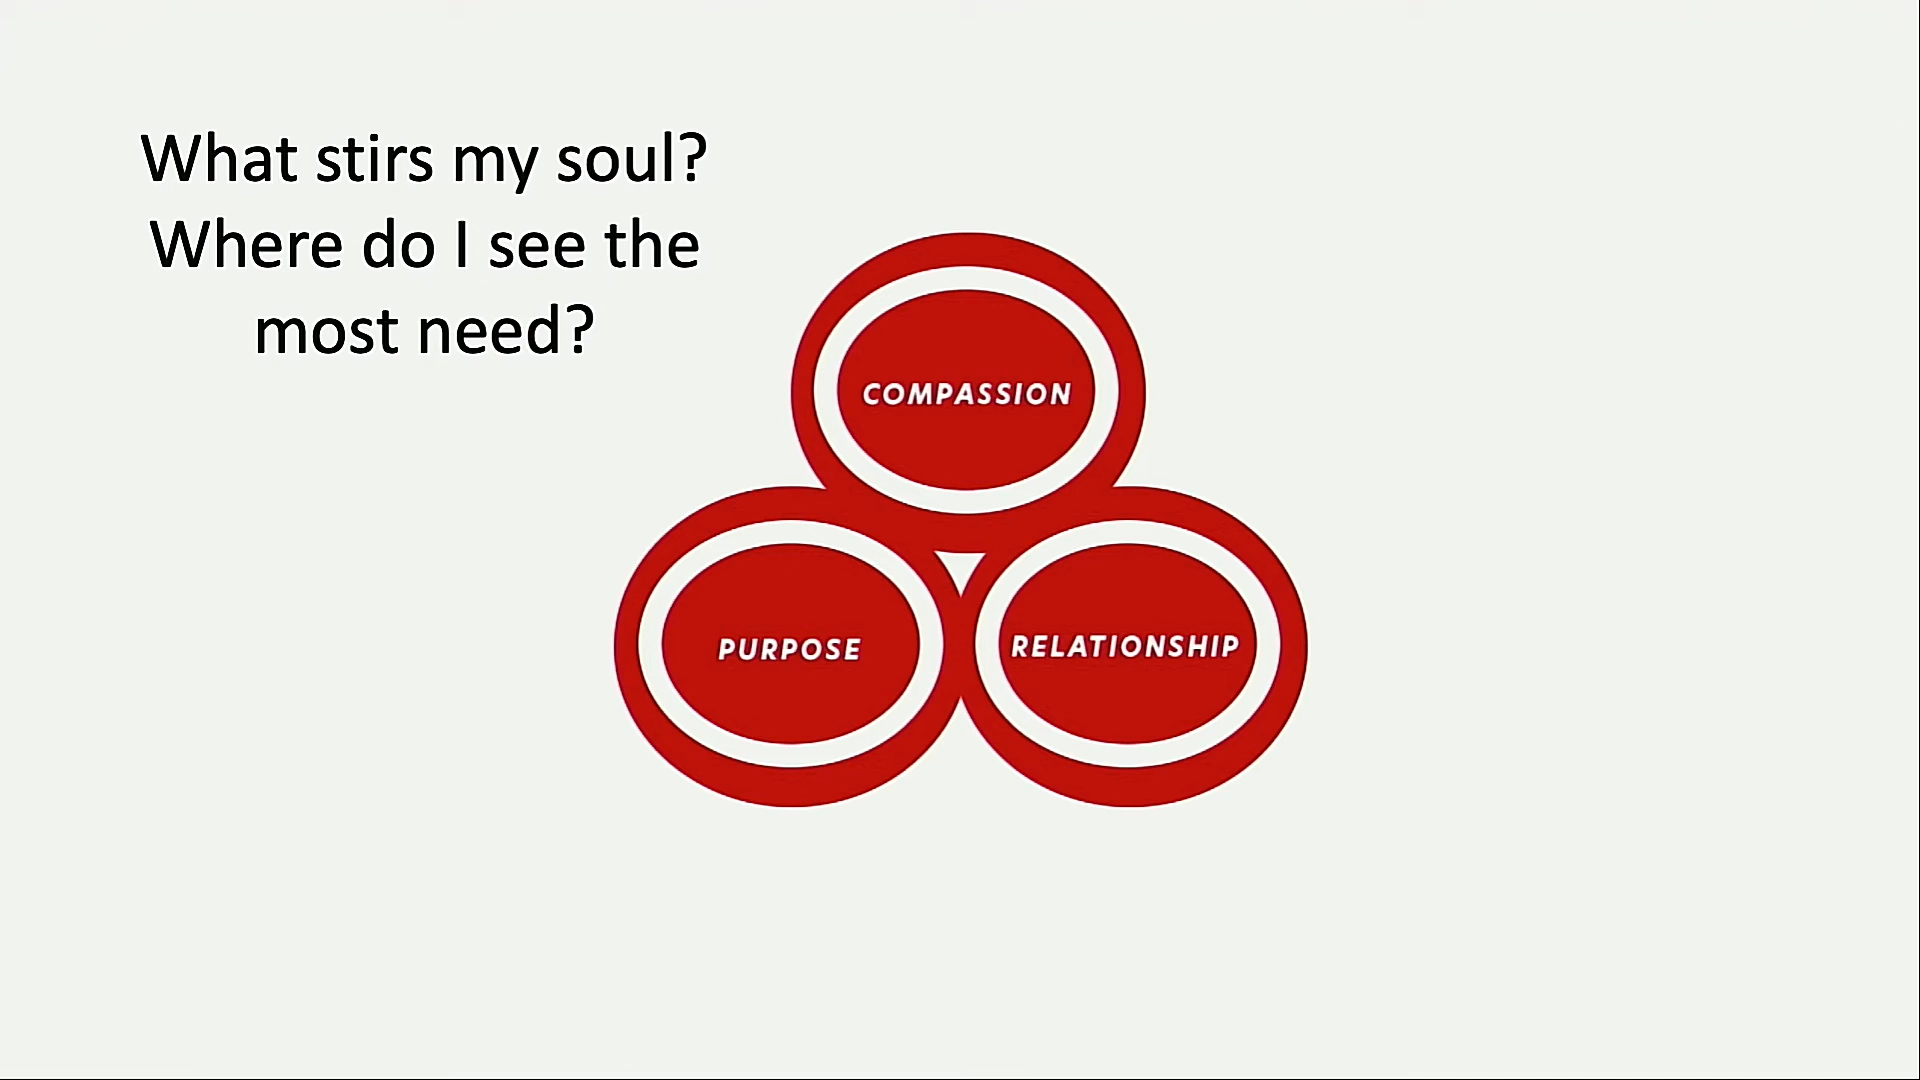 What stirs my soul?
Where do I see the
most need?
COMPASSION
PURPOSE
RELATIONSHIP